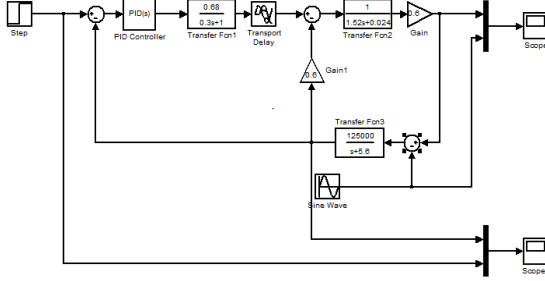 Step
PID(s)
PID Controller
0.68
0.3s+1
Transfer Fcn1
Transport
Delay
1
1.52s+0.024
Transfer Fcn2
0.6
Gain
Scope
0.6
Gain1
Transfer Fcn3
125000
s+5.6
Sine Wave
Scope